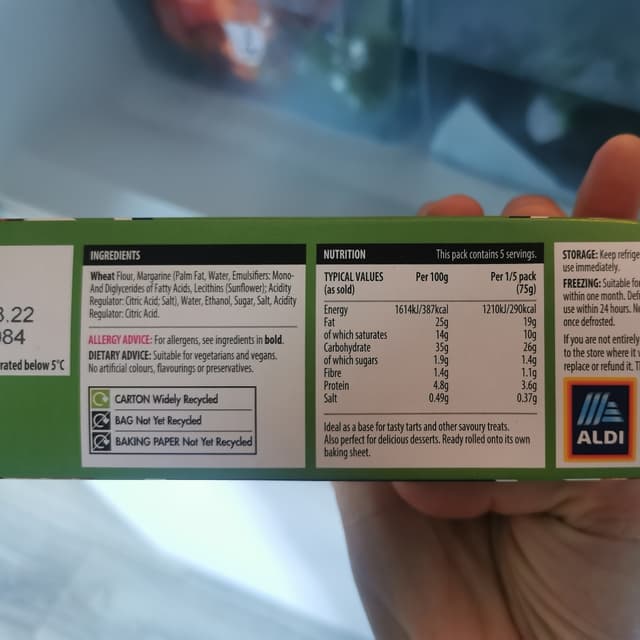 3.22
084
rated below 5°C
INGREDIENTS
Wheat Flour, Margarine (Palm Fat, Water, Emulsifiers: Mono-
And Diglycerides of Fatty Acids, Lecithins (Sunflower); Acidity
Regulator: Citric Acid; Salt), Water, Ethanol, Sugar, Salt, Acidity
Regulator: Citric Acid.
ALLERGY ADVICE: For allergens, see ingredients in bold.
DIETARY ADVICE: Suitable for vegetarians and vegans.
No artificial colours, flavourings or preservatives.
CARTON Widely Recycled
BAG Not Yet Recycled
BAKING PAPER Not Yet Recycled
NUTRITION This pack contains 5 servings.
TYPICAL VALUES Per 100g Per 1/5 pack
(as sold) (75g)
Energy 1614kJ/387kcal 1210kJ/290kcal
Fat 25g 19g
of which saturates 14g 10g
Carbohydrate 35g 26g
of which sugars 1.9g 1.4g
Fibre 1.4g 1.1g
Protein 4.8g 3.6g
Salt 0.49g 0.37g
Ideal as a base for tasty tarts and other savoury treats.
Also perfect for delicious desserts. Ready rolled onto its own
baking sheet.
STORAGE: Keep refrige
use immediately.
FREEZING: Suitable fo
within one month. Def
use within 24 hours. Ne
once defrosted.
If you are not entirely
to the store where it w
replace or refund it. T
ALDI